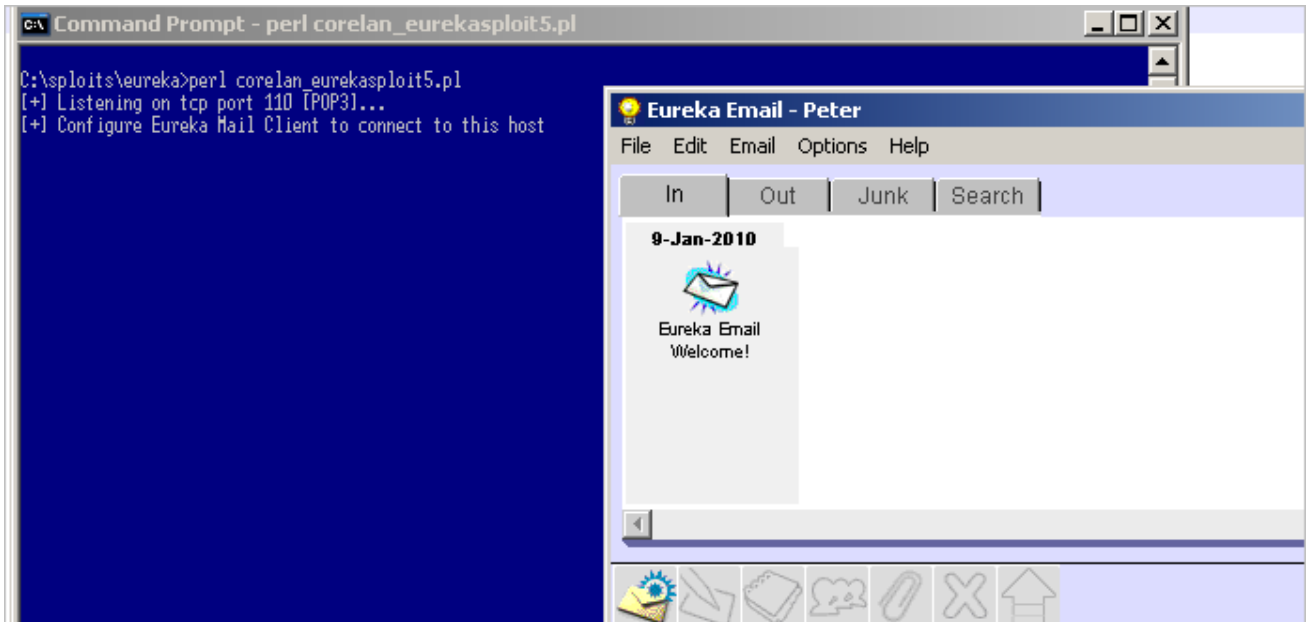 Command Prompt - perl corelan_eurekasploit5.pl
C:\sploits\eureka>perl corelan_eurekasploit5.pl
[+] Listening on tcp port 110 [POP3]...
[+] Configure Eureka Mail Client to connect to this host
Eureka Email - Peter
File Edit Email Options Help
In Out Junk Search
9-Jan-2010
Eureka Email
Welcome!